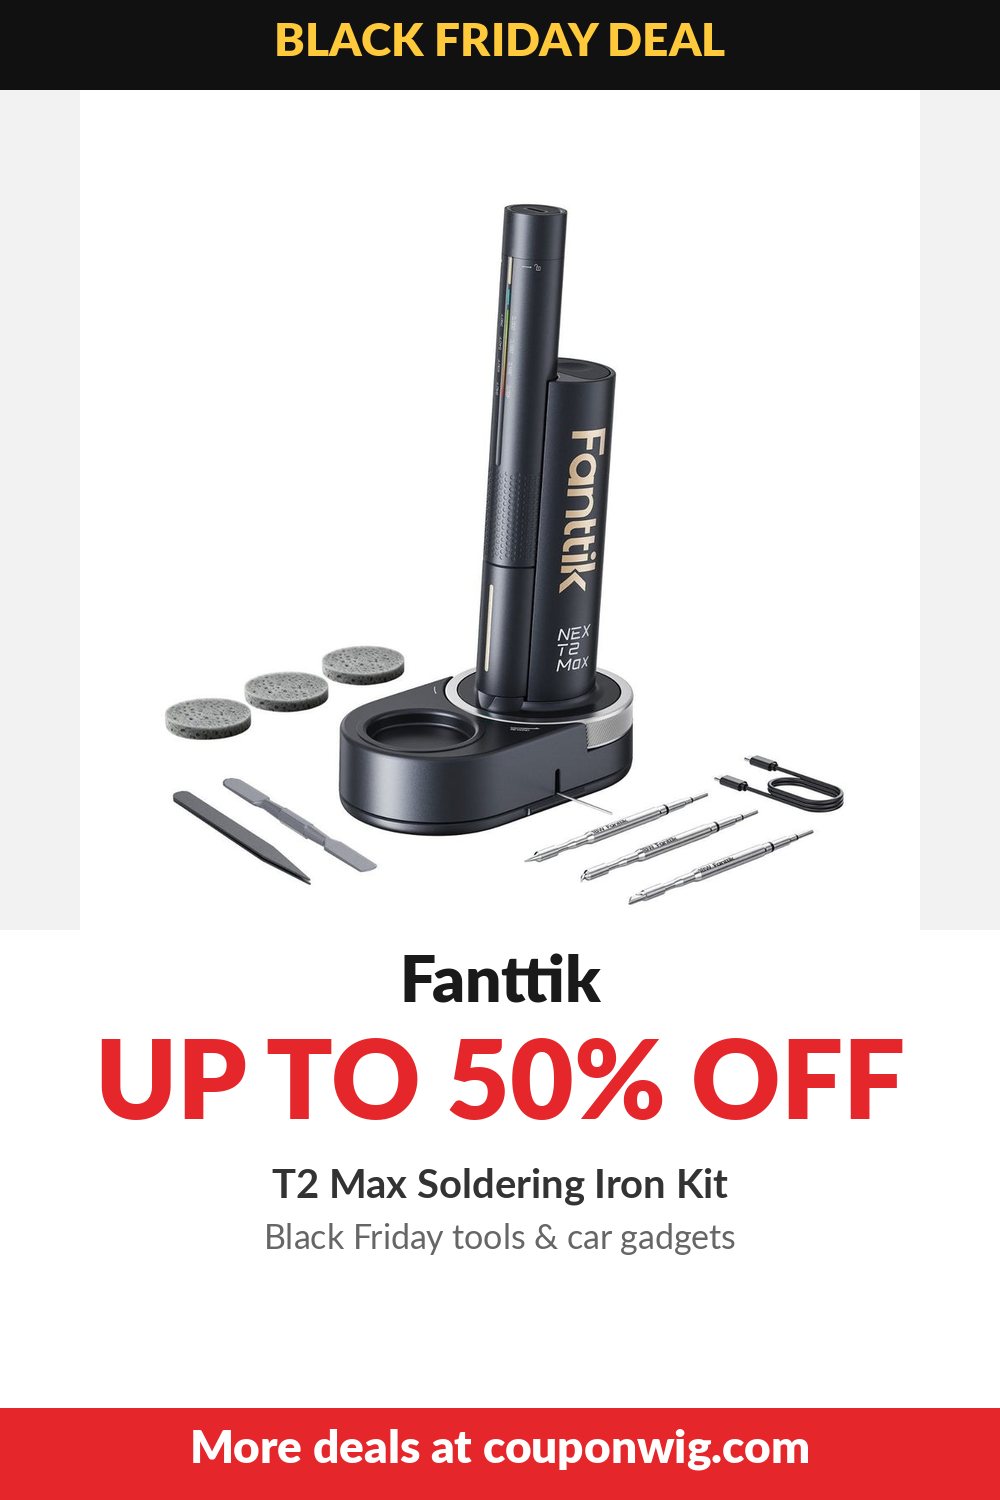 BLACK FRIDAY DEAL
Fanttik
NEX
T2
Max
Fanttik
UP TO 50% OFF
T2 Max Soldering Iron Kit
Black Friday tools & car gadgets
More deals at couponwig.com